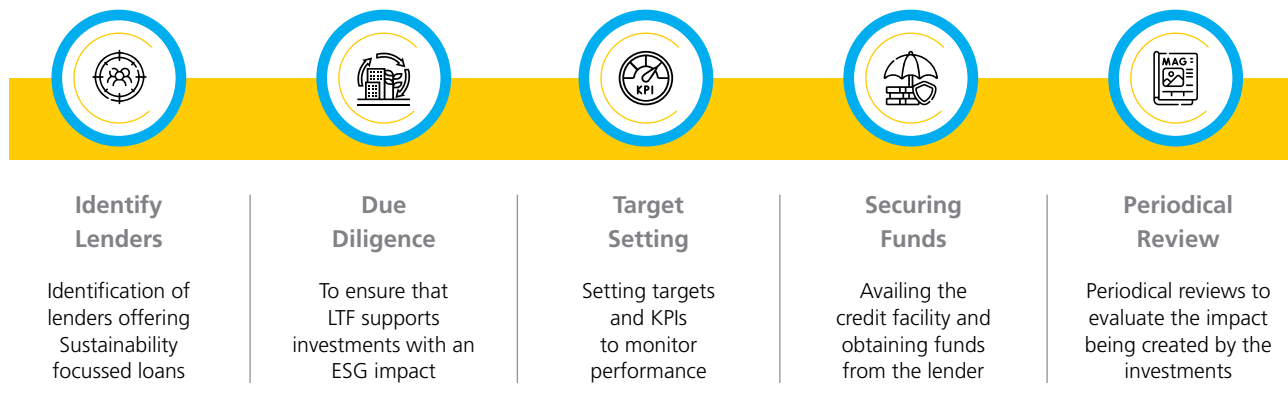 KPI
MAG
Identify
Lenders
Identification of
lenders offering
Sustainability
focussed loans
Due
Diligence
To ensure that
LTF supports
investments with an
ESG impact
Target
Setting
Setting targets
and KPIs
to monitor
performance
Securing
Funds
Availing the
credit facility and
obtaining funds
from the lender
Periodical
Review
Periodical reviews to
evaluate the impact
being created by the
investments